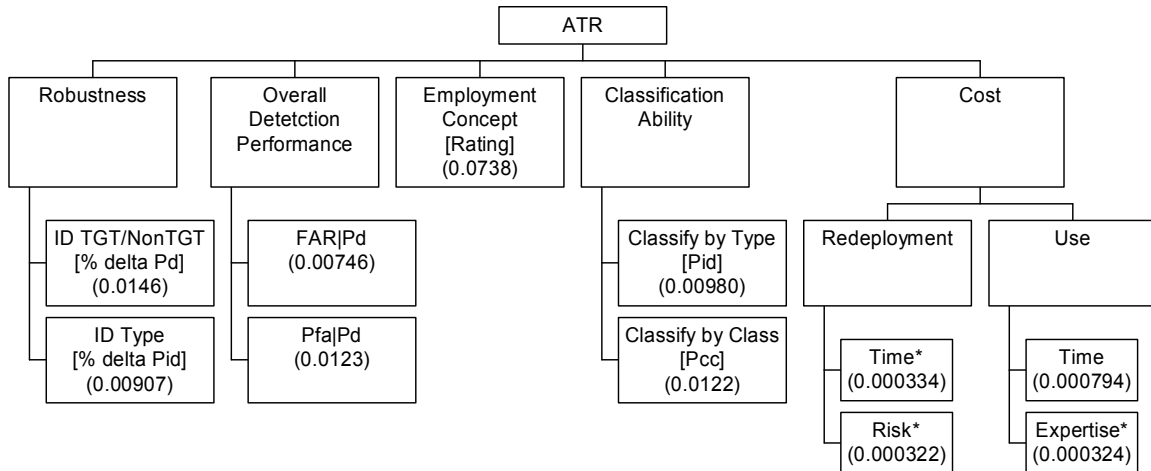 ATR
Robustness
Overall
Detetction
Performance
Employment
Concept
[Rating]
(0.0738)
Classification
Ability
Cost
ID TGT/NonTGT
[% delta Pd]
(0.0146)
ID Type
[% delta Pid]
(0.00907)
FAR|Pd
(0.00746)
Pfa|Pd
(0.0123)
Classify by Type
[Pid]
(0.00980)
Classify by Class
[Pcc]
(0.0122)
Redeployment
Time*
(0.000334)
Risk*
(0.000322)
Use
Time
(0.000794)
Expertise*
(0.000324)